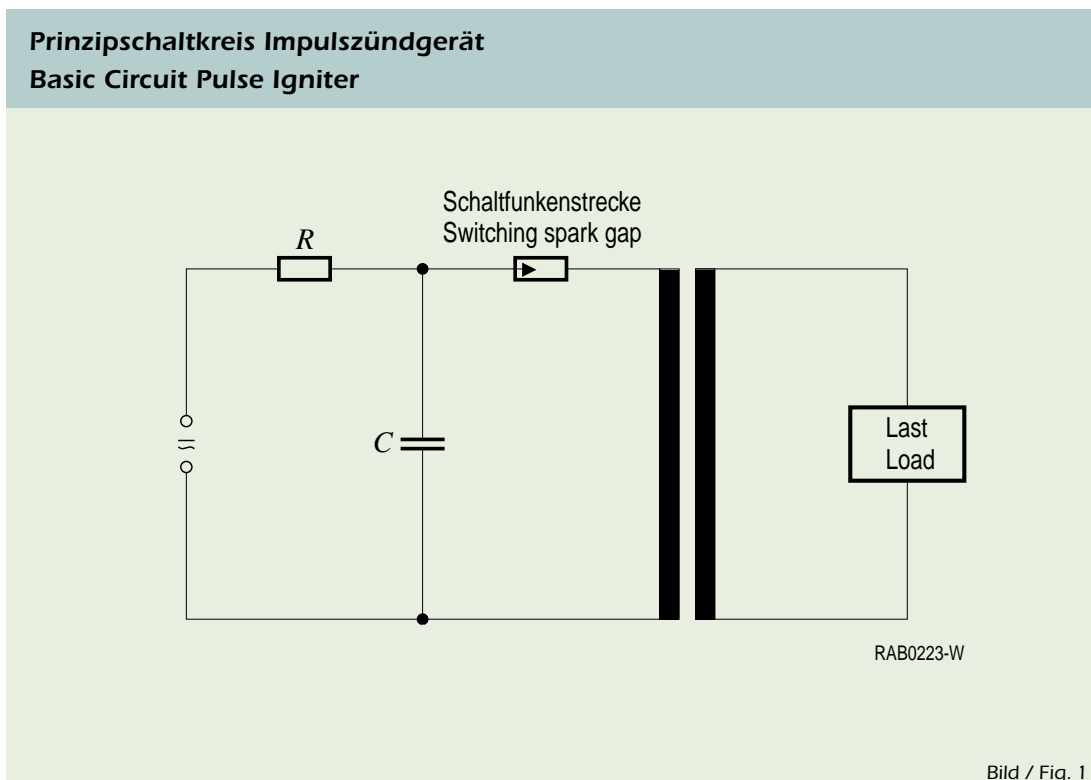 Prinzipschaltkreis Impulszündgerät
Basic Circuit Pulse Igniter
Schaltfunkenstrecke
Switching spark gap
R
C
Last
Load
RAB0223-W
Bild / Fig. 1